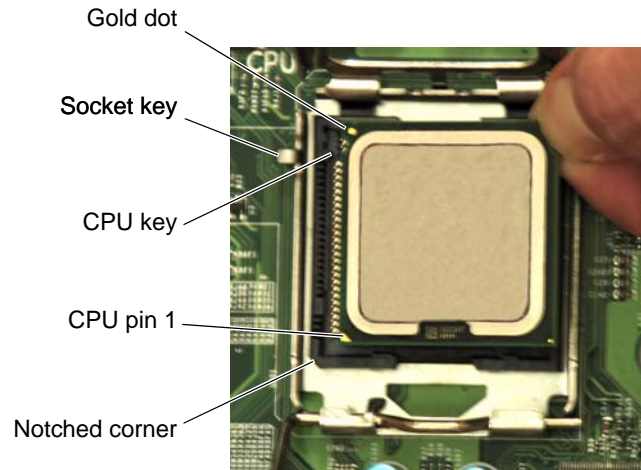 Gold dot
CPU
Socket key
CPU key
CPU pin 1
Notched corner